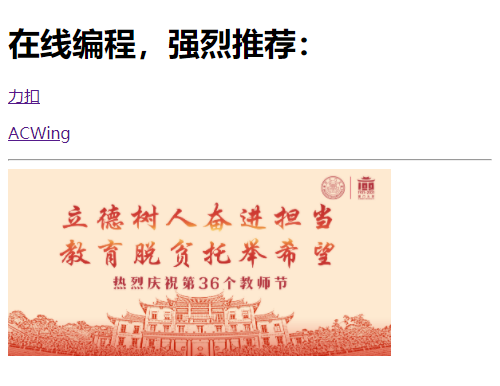 在线编程，强烈推荐：
力扣
ACWing
立德树人奋进担当
教育脱贫托举希望
热烈庆祝第36个教师节